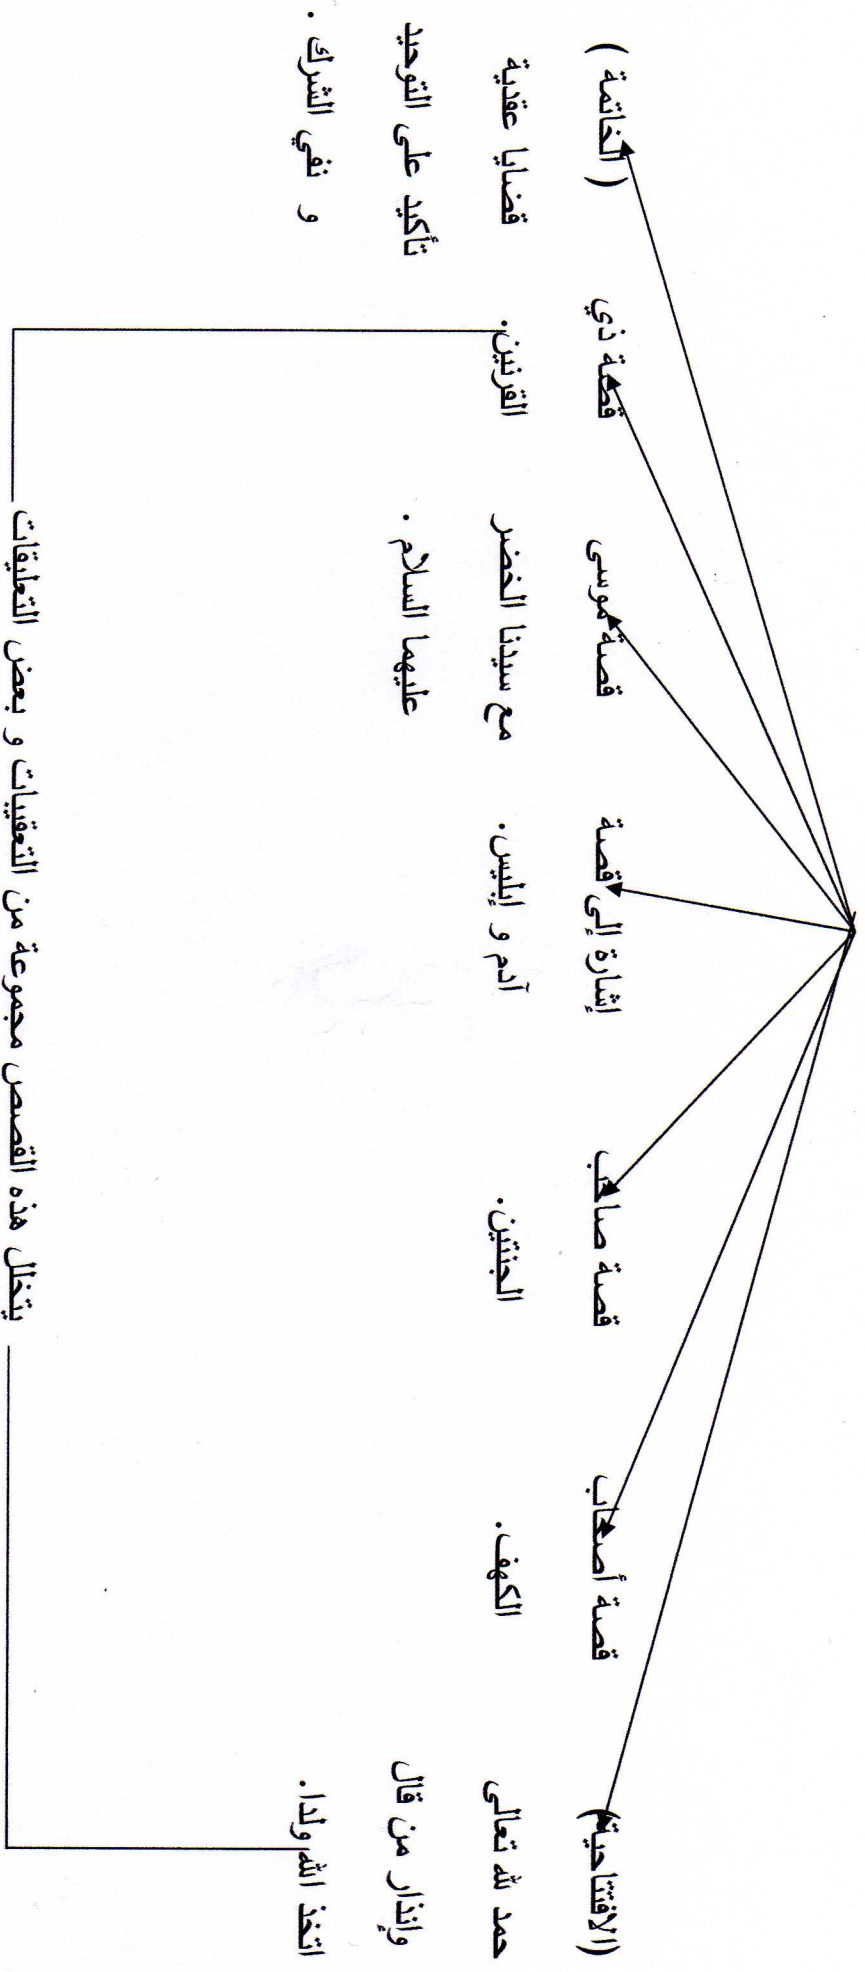 (الافتتاحية)
حمد لله تعالى
وإنذار من قال
اتخذ الله ولدا.
قصة أصحاب
الكهف.
قصة صاحب
الجنتين.
إشارة إلى قصة
آدم و إبليس.
قصة موسى
مع سيدنا الخضر
عليهما السلام .
قصة ذي
القرنين.
( الخاتمة )
قضايا عقدية
تأكيد على التوحيد
و نفي الشرك .
يتخلل هذه القصص مجموعة من التعقيبات و بعض التعليقات